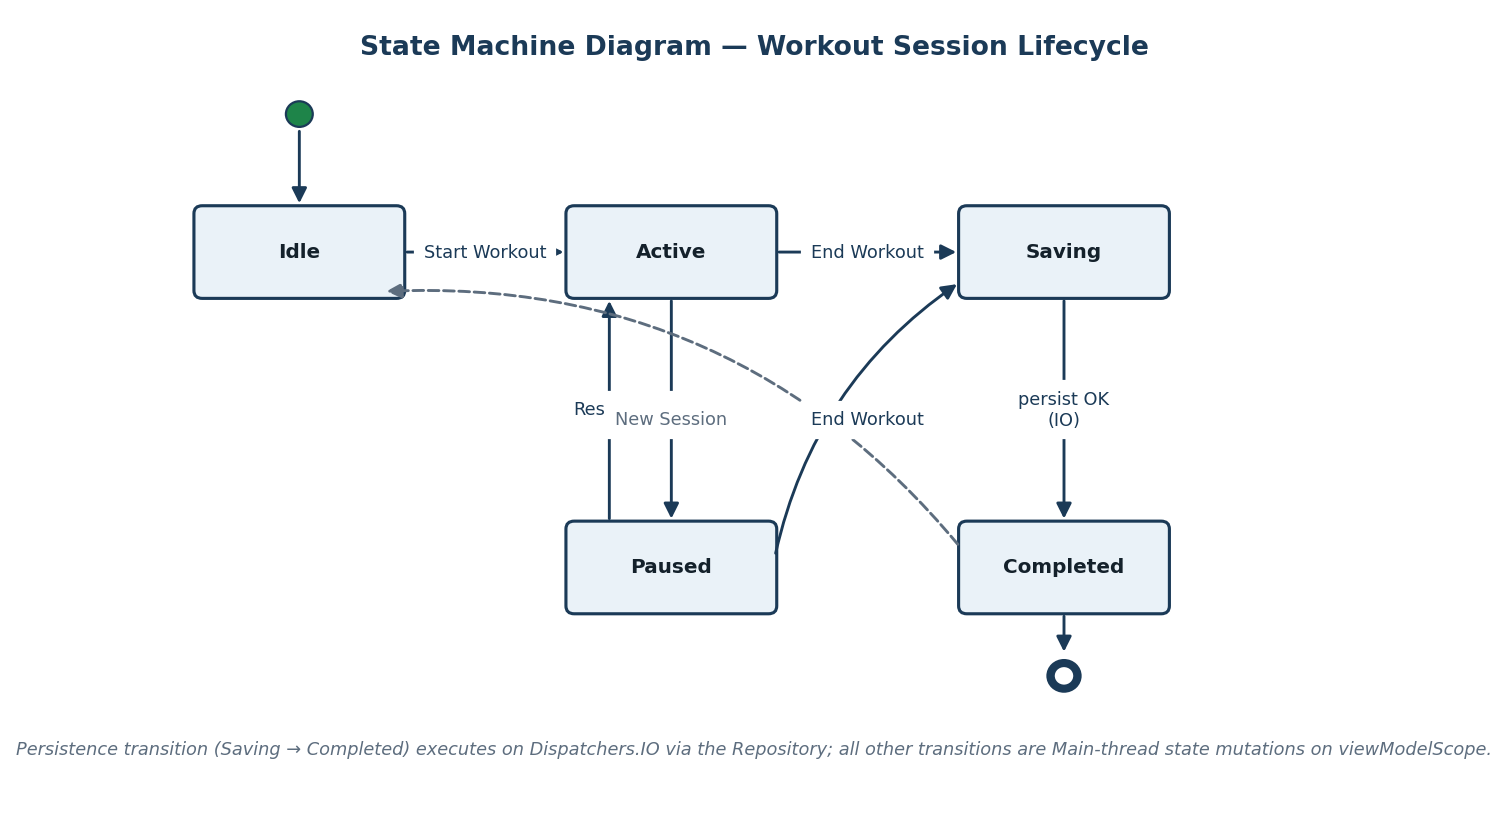 State Machine Diagram — Workout Session Lifecycle
Idle
Start Workout
Active
End Workout
Saving
Res
New Session
End Workout
persist OK
(IO)
Paused
Completed
Persistence transition (Saving → Completed) executes on Dispatchers.IO via the Repository; all other transitions are Main-thread state mutations on viewModelScope.